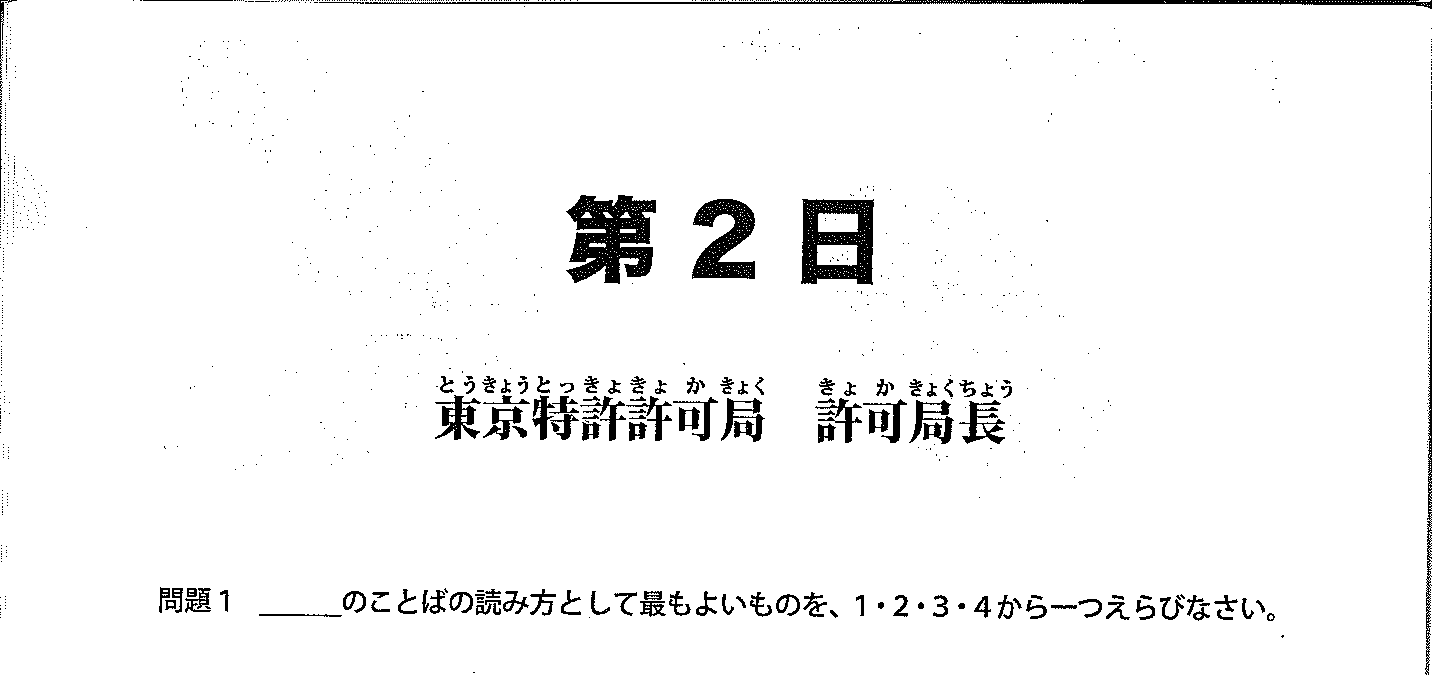 第2日
とうきょうとっきょきょかきょく　きょかきょくちょう
東京特許許可局　許可局長
問題1　_____のことばの読み方として最もよいものを、1・2・3・4から一つえらびなさい。